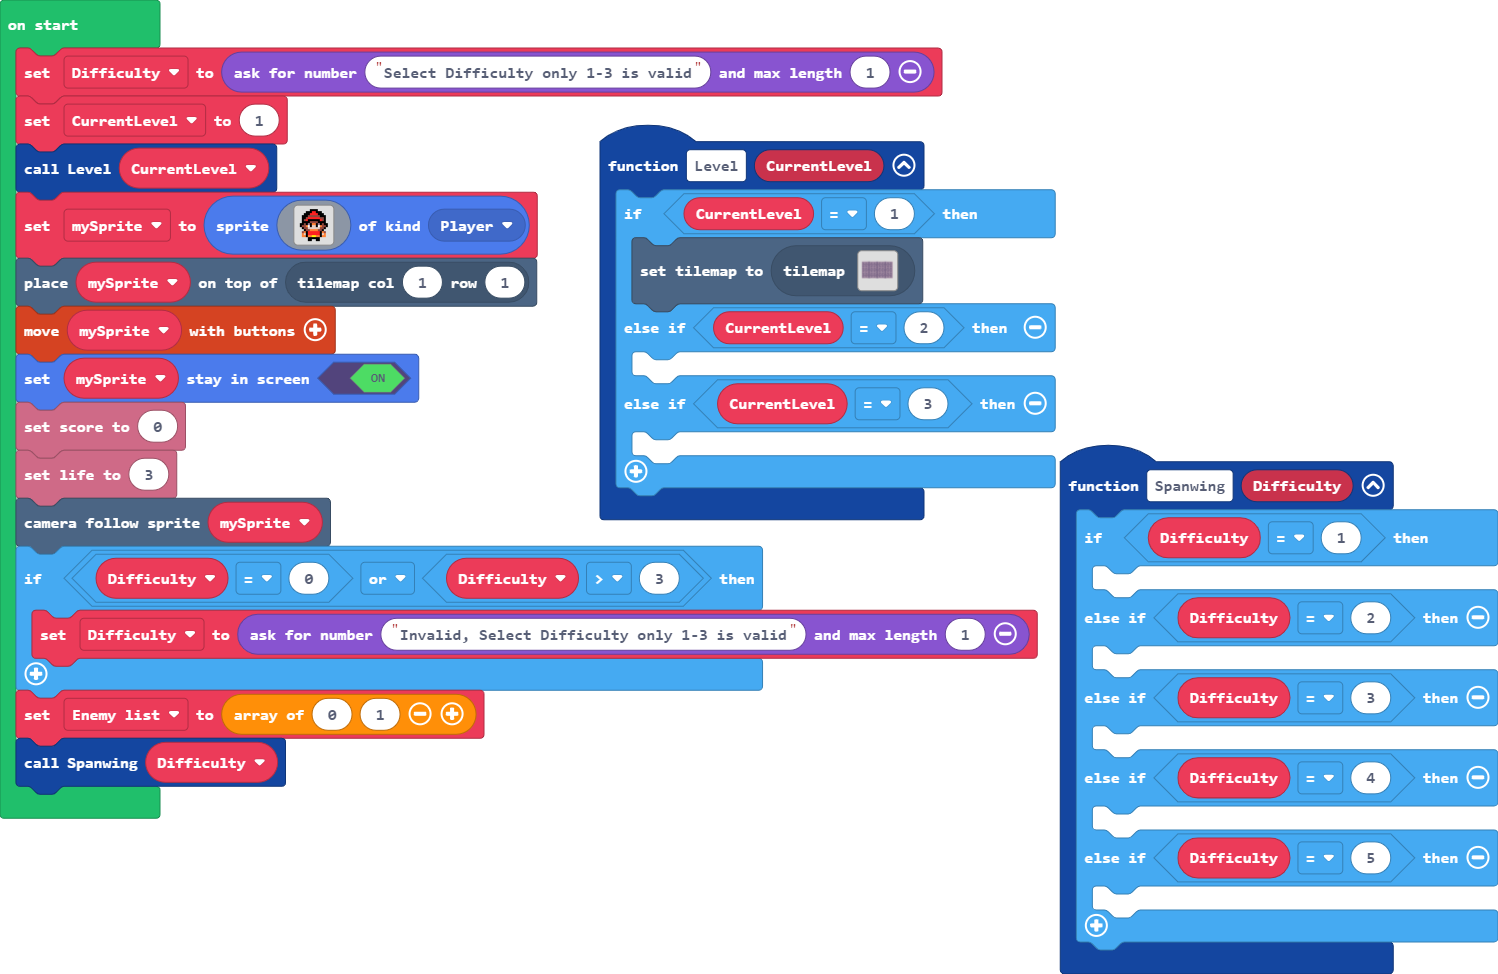 on start
set Difficulty to ask for number "Select Difficulty only 1-3 is valid" and max length 1
set CurrentLevel to 1
call Level CurrentLevel
set mySprite to sprite of kind Player
place mySprite on top of tilemap col 1 row 1
move mySprite with buttons
set mySprite stay in screen ON
set score to 0
set life to 3
camera follow sprite mySprite
if Difficulty = 0 or Difficulty > 3 then
set Difficulty to ask for number "Invalid, Select Difficulty only 1-3 is valid" and max length 1
set Enemy list to array of 0 1
call Spanwing Difficulty
function Level CurrentLevel
if CurrentLevel = 1 then
set tilemap to tilemap
else if CurrentLevel = 2 then
else if CurrentLevel = 3 then
function Spanwing Difficulty
if Difficulty = 1 then
else if Difficulty = 2 then
else if Difficulty = 3 then
else if Difficulty = 4 then
else if Difficulty = 5 then